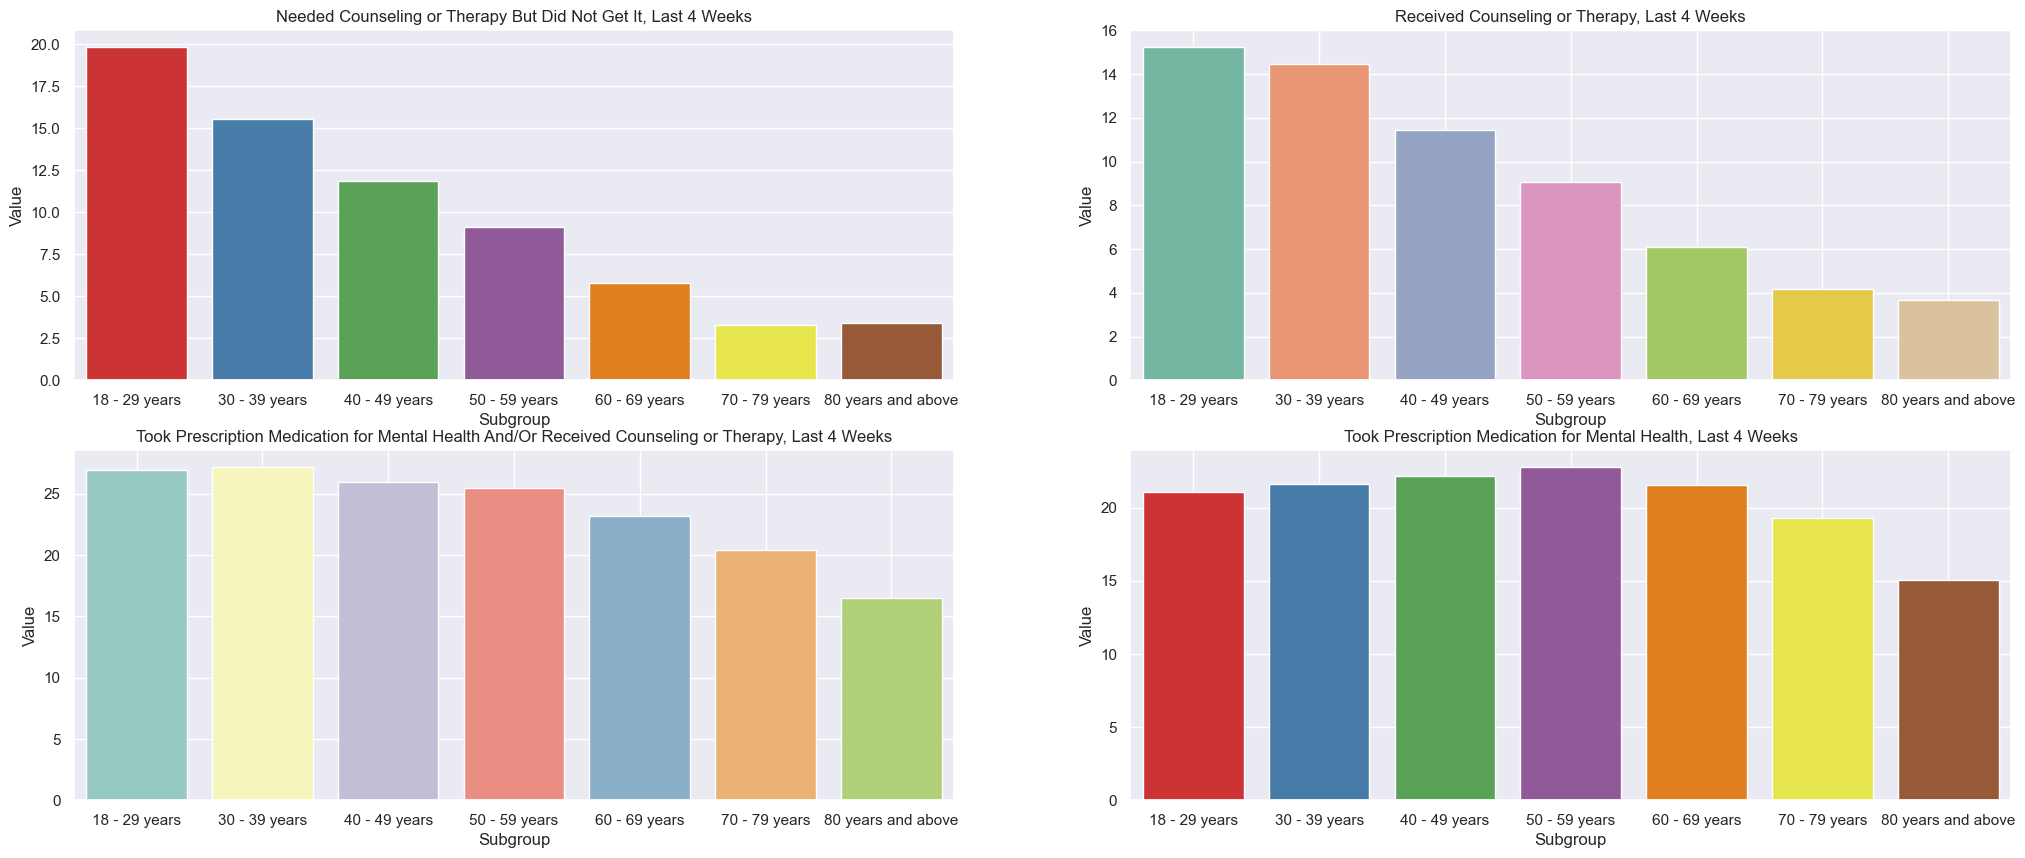 Needed Counseling or Therapy But Did Not Get It, Last 4 Weeks
20.0
17.5
15.0
12.5
10.0
7.5
5.0
2.5
0.0
Value
18 - 29 years 30 - 39 years 40 - 49 years 50 - 59 years 60 - 69 years 70 - 79 years 80 years and above
Subgroup
Received Counseling or Therapy, Last 4 Weeks
16
14
12
10
8
6
4
2
0
Value
18 - 29 years 30 - 39 years 40 - 49 years 50 - 59 years 60 - 69 years 70 - 79 years 80 years and above
Subgroup
Took Prescription Medication for Mental Health And/Or Received Counseling or Therapy, Last 4 Weeks
25
20
15
10
5
0
Value
18 - 29 years 30 - 39 years 40 - 49 years 50 - 59 years 60 - 69 years 70 - 79 years 80 years and above
Subgroup
Took Prescription Medication for Mental Health, Last 4 Weeks
20
15
10
5
0
Value
18 - 29 years 30 - 39 years 40 - 49 years 50 - 59 years 60 - 69 years 70 - 79 years 80 years and above
Subgroup